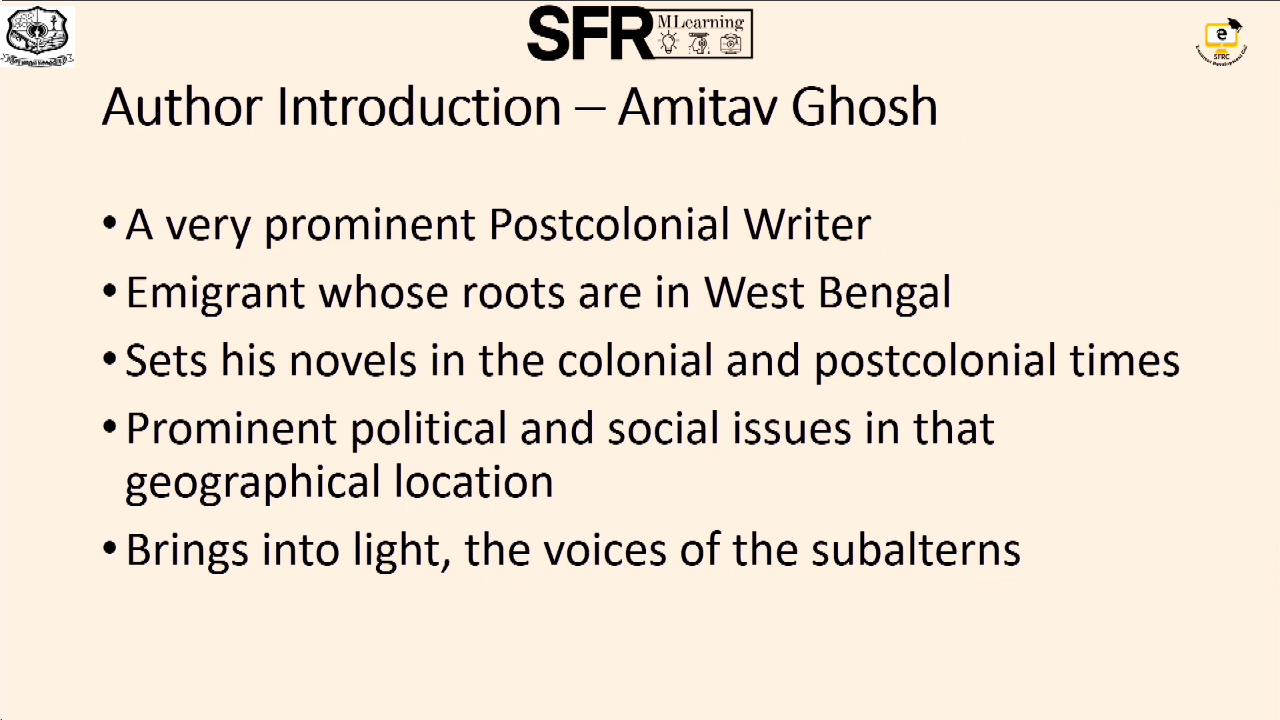 SFR MLearning
e
SFRC
Author Introduction – Amitav Ghosh
• A very prominent Postcolonial Writer
• Emigrant whose roots are in West Bengal
• Sets his novels in the colonial and postcolonial times
• Prominent political and social issues in that
geographical location
• Brings into light, the voices of the subalterns